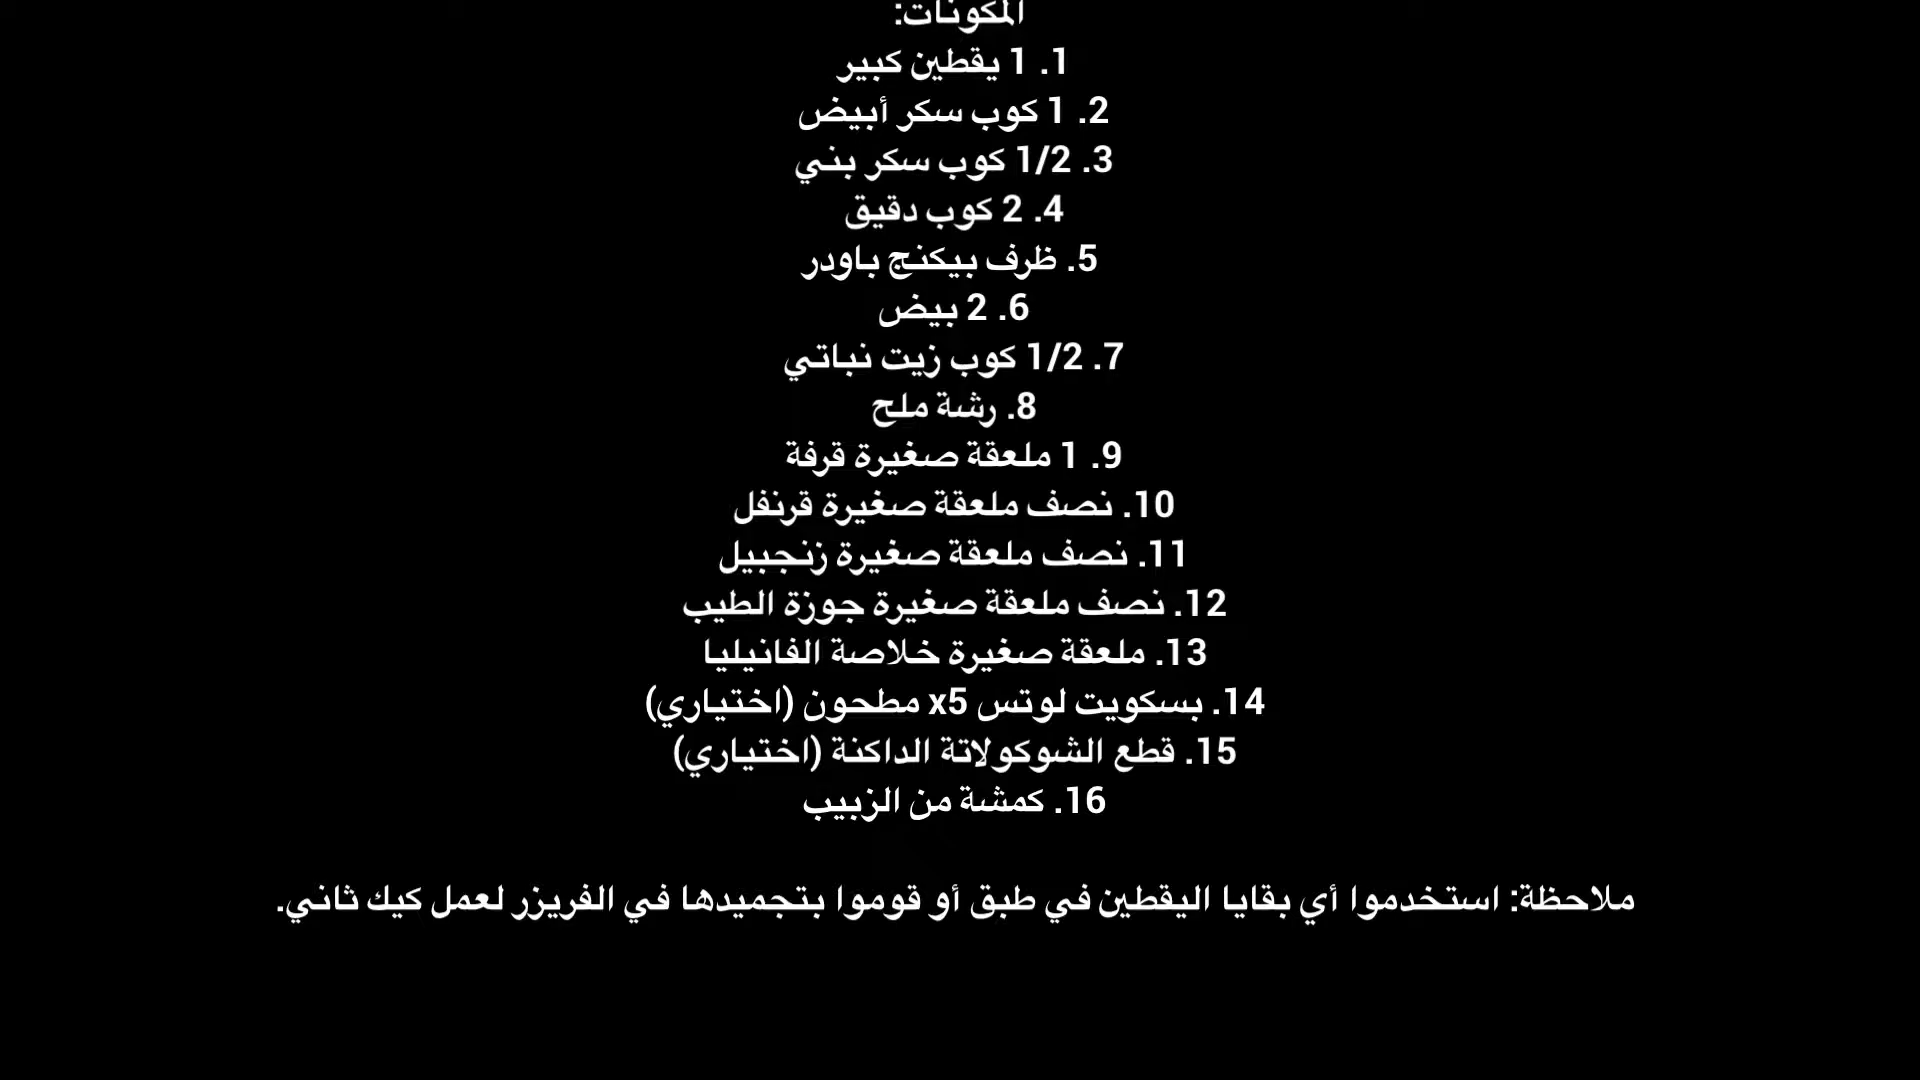 المكونات:
1. 1 يقطين كبير
2. 1 كوب سكر أبيض
3. 1/2 كوب سكر بني
4. 2 كوب دقيق
5. ظرف بيكنج باودر
6. 2 بيض
7. 1/2 كوب زيت نباتي
8. رشة ملح
9. 1 ملعقة صغيرة قرفة
10. نصف ملعقة صغيرة قرنفل
11. نصف ملعقة صغيرة زنجبيل
12. نصف ملعقة صغيرة جوزة الطيب
13. ملعقة صغيرة خلاصة الفانيليا
14. بسكويت لوتس x5 مطحون (اختياري)
15. قطع الشوكولاتة الداكنة (اختياري)
16. كمشة من الزبيب
ملاحظة: استخدموا أي بقايا اليقطين في طبق أو قوموا بتجميدها في الفريزر لعمل كيك ثاني.